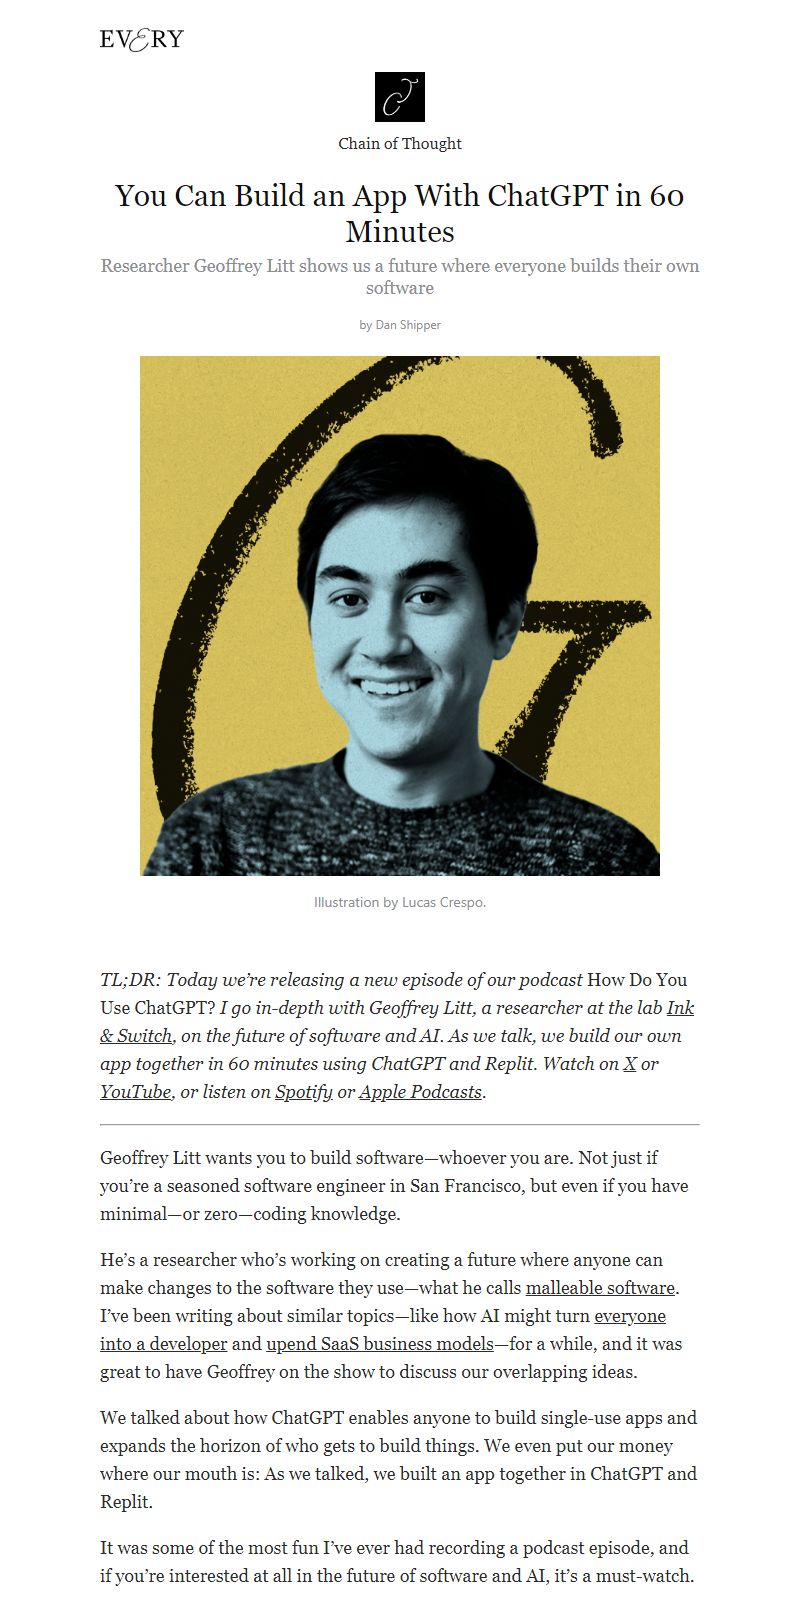 EVERY
Chain of Thought
You Can Build an App With ChatGPT in 60
Minutes
Researcher Geoffrey Litt shows us a future where everyone builds their own
software
by Dan Shipper
Illustration by Lucas Crespo.
TL;DR: Today we’re releasing a new episode of our podcast How Do You
Use ChatGPT? I go in-depth with Geoffrey Litt, a researcher at the lab Ink
& Switch, on the future of software and AI. As we talk, we build our own
app together in 60 minutes using ChatGPT and Replit. Watch on X or
YouTube, or listen on Spotify or Apple Podcasts.
Geoffrey Litt wants you to build software—whoever you are. Not just if
you’re a seasoned software engineer in San Francisco, but even if you have
minimal—or zero—coding knowledge.
He’s a researcher who’s working on creating a future where anyone can
make changes to the software they use—what he calls malleable software.
I’ve been writing about similar topics—like how AI might turn everyone
into a developer and upend SaaS business models—for a while, and it was
great to have Geoffrey on the show to discuss our overlapping ideas.
We talked about how ChatGPT enables anyone to build single-use apps and
expands the horizon of who gets to build things. We even put our money
where our mouth is: As we talked, we built an app together in ChatGPT and
Replit.
It was some of the most fun I’ve ever had recording a podcast episode, and
if you’re interested at all in the future of software and AI, it’s a must-watch.